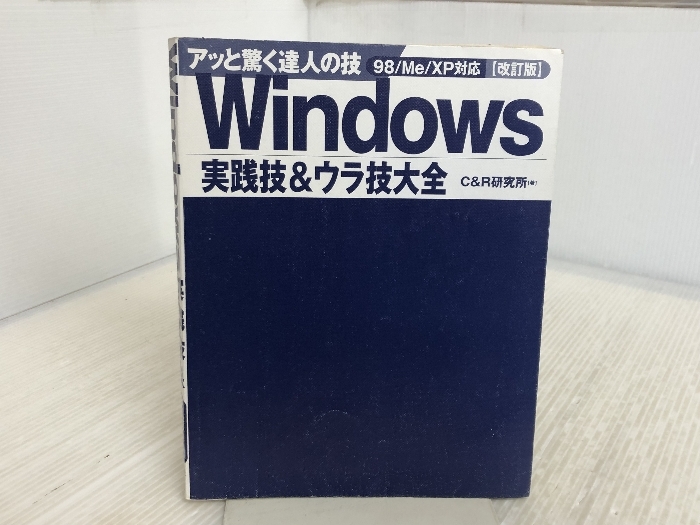 アッと驚く達人の技 98/Me/XP対応【改訂版】
Windows
実践技&ウラ技大全 C&R研究所(著)